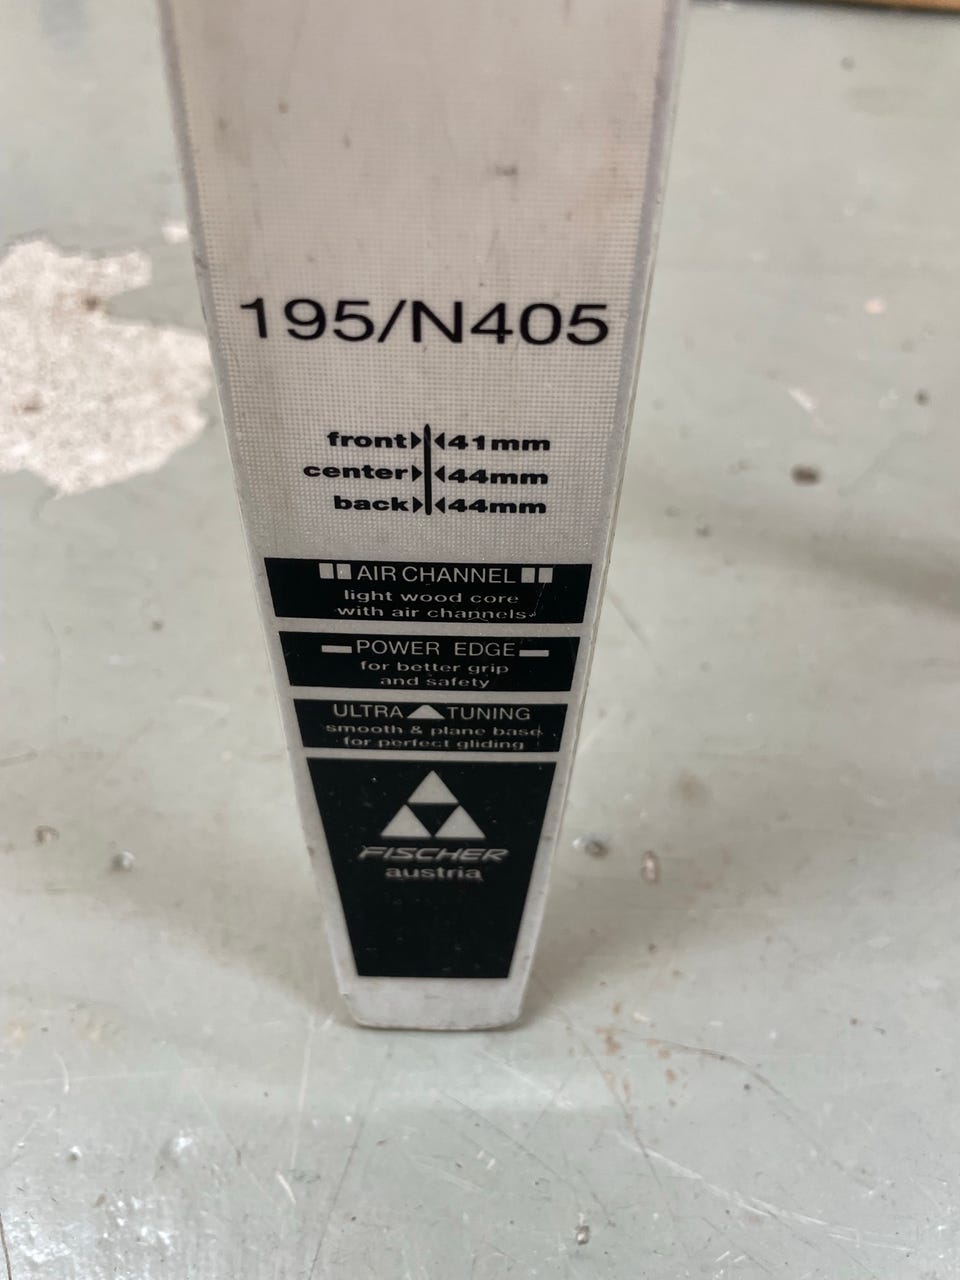 195/N405
front 41mm
center 44mm
back 44mm
AIR CHANNEL
light wood core
with air channels
POWER EDGE
for better grip
and safety
ULTRA TUNING
smooth & plane base
for perfect gliding
FISCHER
austria